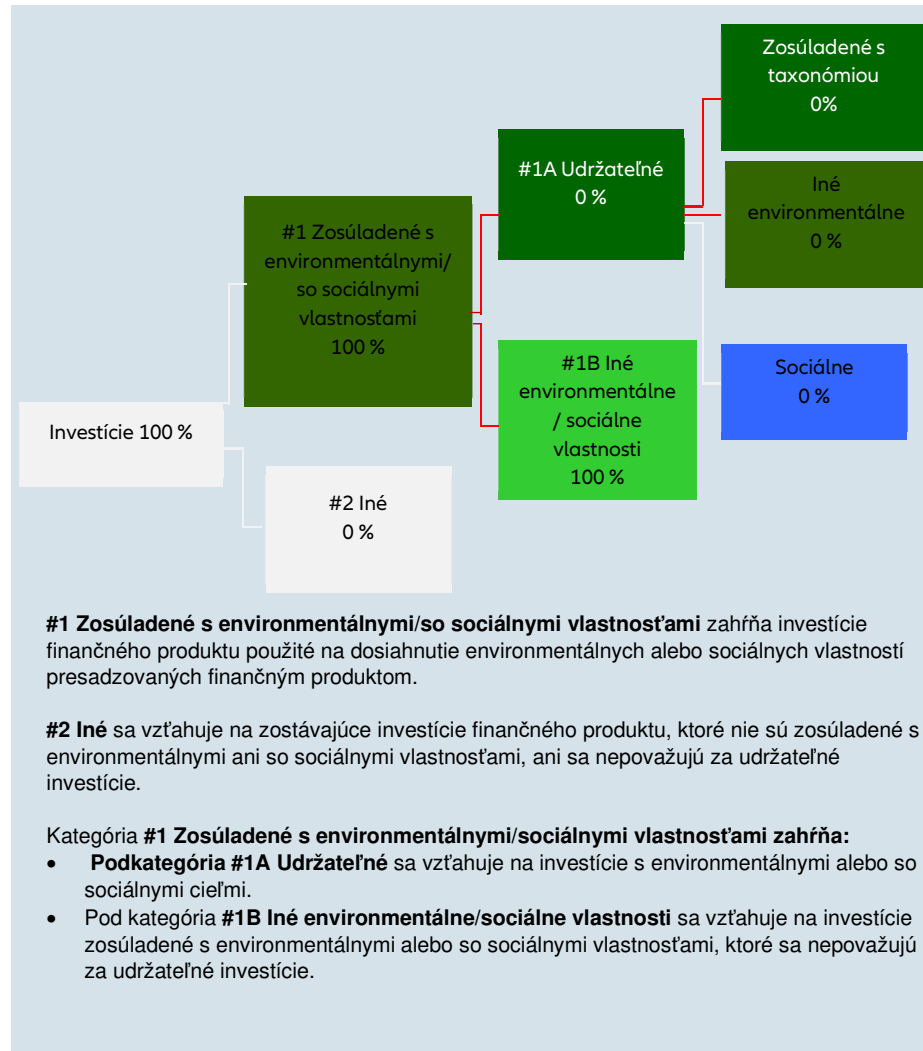 Zosúladené s
taxonómiou
0%
#1A Udržateľné
0 %
Iné
environmentálne
0 %
#1 Zosúladené s
environmentálnymi/
so sociálnymi
vlastnosťami
100 %
#1B Iné
environmentálne
/ sociálne
vlastnosti
100 %
Sociálne
0 %
Investície 100 %
#2 Iné
0 %
#1 Zosúladené s environmentálnymi/so sociálnymi vlastnosťami zahŕňa investície
finančného produktu použité na dosiahnutie environmentálnych alebo sociálnych vlastností
presadzovaných finančným produktom.
#2 Iné sa vzťahuje na zostávajúce investície finančného produktu, ktoré nie sú zosúladené s
environmentálnymi ani so sociálnymi vlastnosťami, ani sa nepovažujú za udržateľné
investície.
Kategória #1 Zosúladené s environmentálnymi/sociálnymi vlastnosťami zahŕňa:
• Podkategória #1A Udržateľné sa vzťahuje na investície s environmentálnymi alebo so
sociálnymi cieľmi.
• Pod kategória #1B Iné environmentálne/sociálne vlastnosti sa vzťahuje na investície
zosúladené s environmentálnymi alebo so sociálnymi vlastnosťami, ktoré sa nepovažujú
za udržateľné investície.